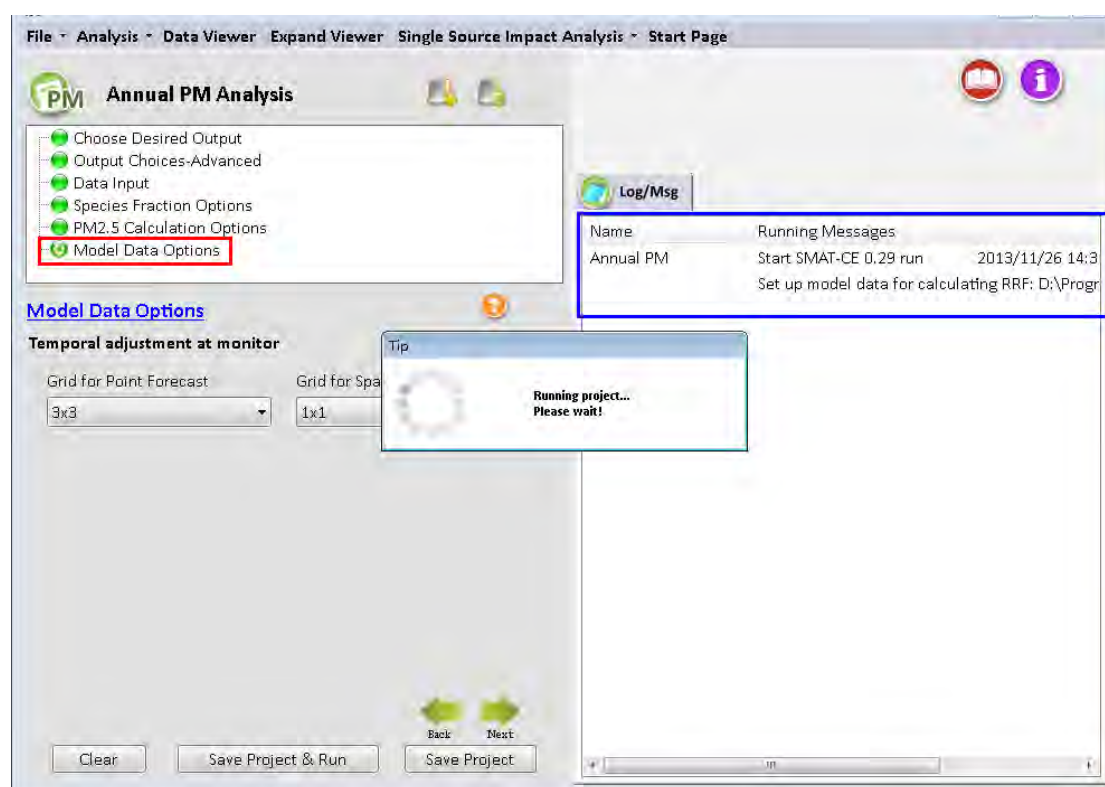 File Analysis Data Viewer Expand Viewer Single Source Impact Analysis Start Page
PM Annual PM Analysis
Choose Desired Output
Output Choices-Advanced
Data Input
Species Fraction Options
PM2.5 Calculation Options
Model Data Options
Model Data Options
Temporal adjustment at monitor
Grid for Point Forecast Grid for Spa
3x3 1x1
Back Next
Clear Save Project & Run Save Project
Log/Msg
Name Running Messages
Annual PM Start SMAT-CE 0.29 run 2013/11/26 14:3
Set up model data for calculating RRF: D:\Progr
Tip
Running project...
Please wait!